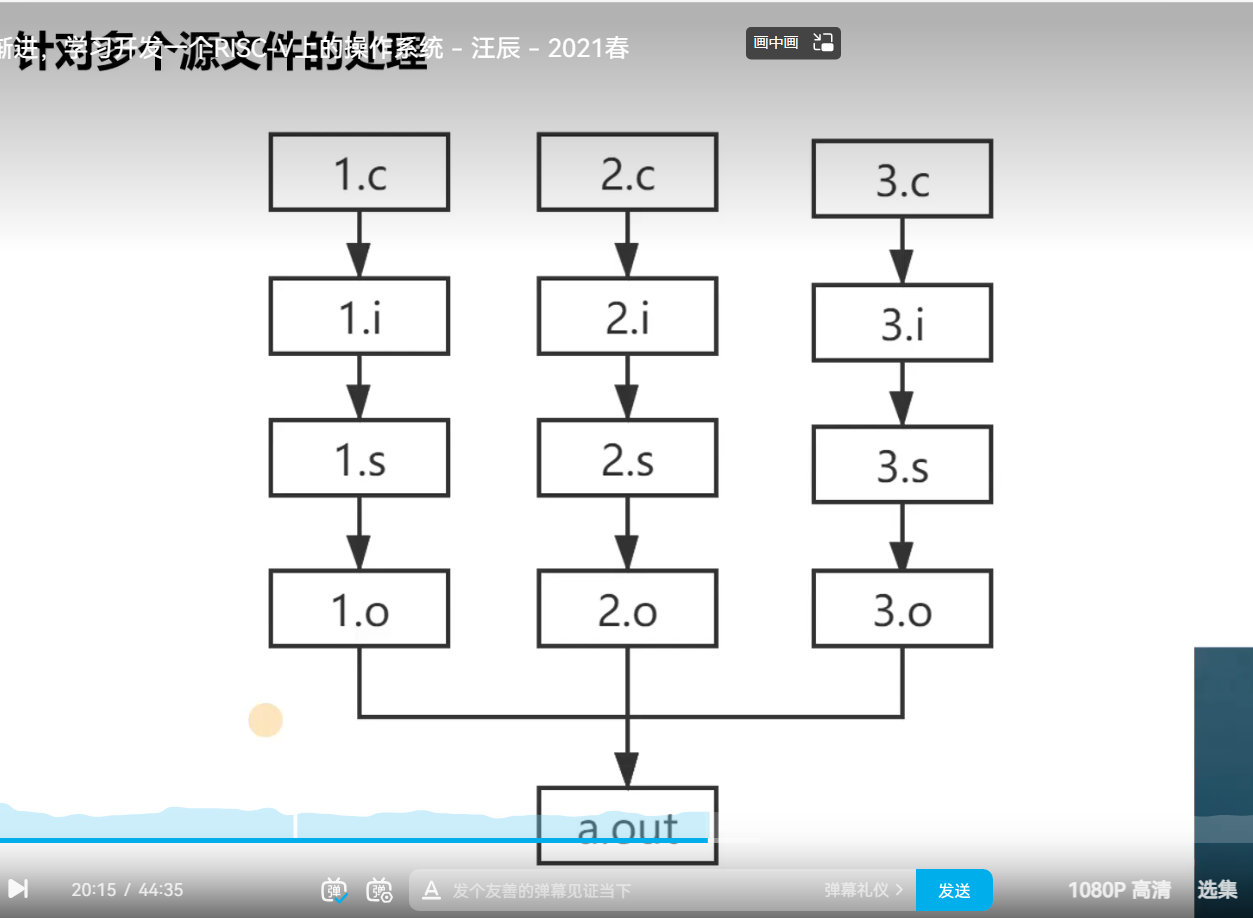 针对多个源文件的处理
渐进，学习开发一个RISC-V上的操作系统 - 汪辰 - 2021春
画中画
1.c 2.c 3.c
1.i 2.i 3.i
1.s 2.s 3.s
1.o 2.o 3.o
a.out
20:15 / 44:35 弹 弹 A 发个友善的弹幕见证当下 弹幕礼仪 > 发送 1080P 高清 选集